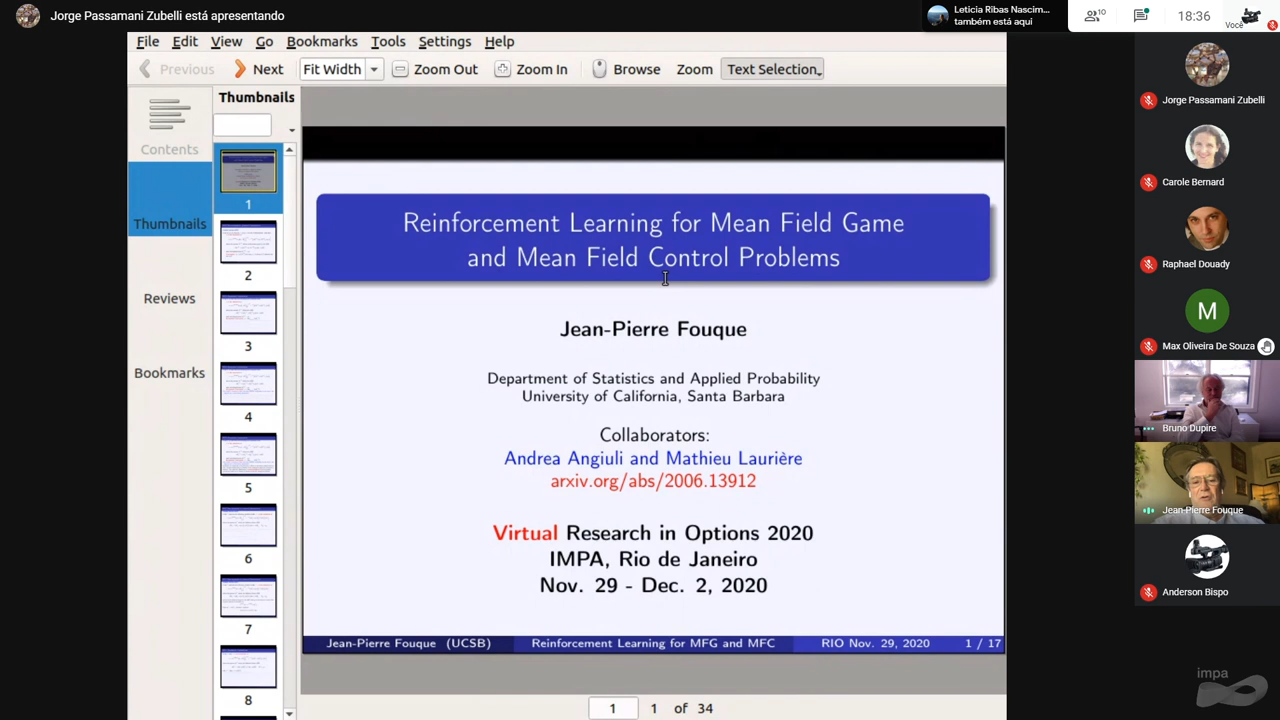 Jorge Passamani Zubelli está apresentando
Leticia Ribas Nascim...
também está aqui
10
18:36
Você
File Edit View Go Bookmarks Tools Settings Help
Previous Next Fit Width Zoom Out Zoom In Browse Zoom Text Selection
Contents
Thumbnails
Reviews
Bookmarks
Thumbnails
1
2
3
4
5
6
7
8
Reinforcement Learning for Mean Field Game
and Mean Field Control Problems
Jean-Pierre Fouque
Department of Statistics and Applied Probability
University of California, Santa Barbara
Collaborators:
Andrea Angiuli and Mathieu Laurière
arxiv.org/abs/2006.13912
Virtual Research in Options 2020
IMPA, Rio de Janeiro
Nov. 29 - Dec. 2, 2020
Jean-Pierre Fouque (UCSB) Reinforcement Learning for MFG and MFC RIO Nov. 29, 2020 1 / 17
1 1 of 34
Jorge Passamani Zubelli
Carole Bernard
Raphael Douady
M
Max Oliveira De Souza
Bruno Dupire
Jean-Pierre Fouque
Anderson Bispo
impa